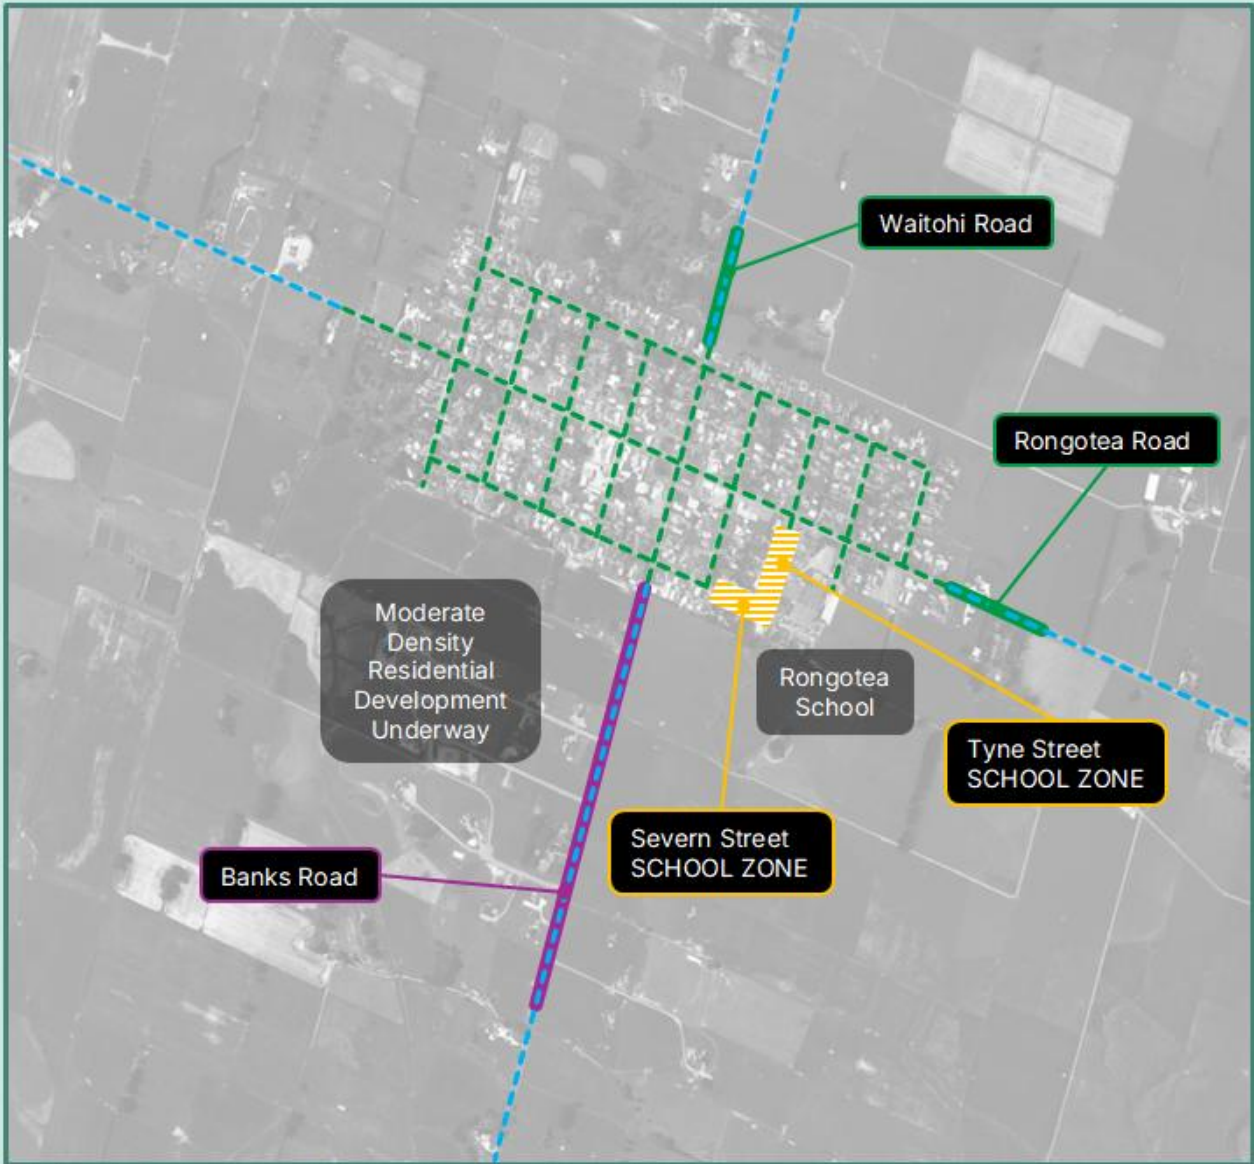 Waitohi Road
Rongotea Road
Moderate
Density
Residential
Development
Underway
Rongotea
School
Tyne Street
SCHOOL ZONE
Severn Street
SCHOOL ZONE
Banks Road